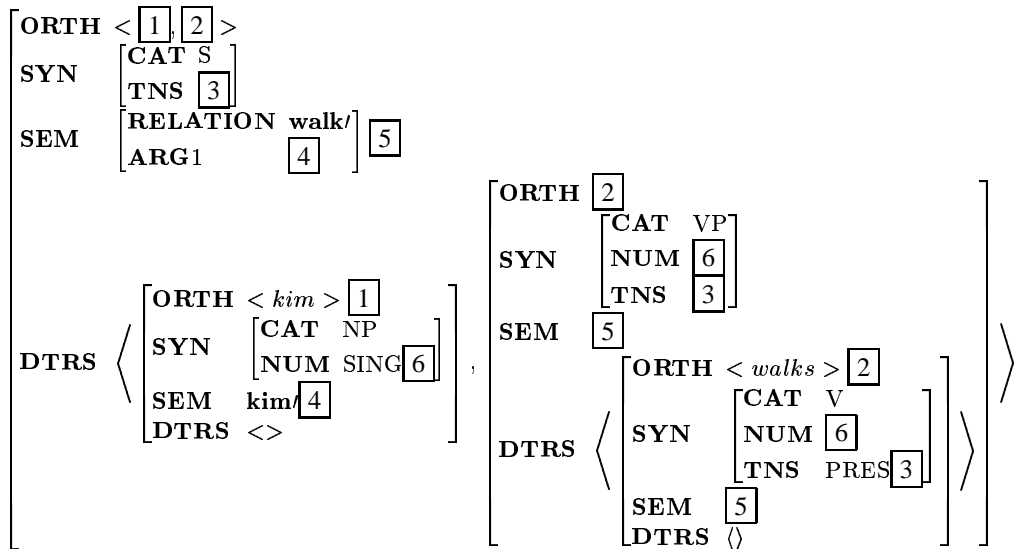 ORTH < 1 , 2 >
SYN [CAT S
TNS 3 ]
SEM [RELATION walk′
ARG1 4 ] 5
DTRS ⟨ [ORTH < kim > 1
SYN [CAT NP
NUM SING 6 ]
SEM kim′ 4
DTRS <> ] ,
[ORTH 2
SYN [CAT VP
NUM 6
TNS 3 ]
SEM 5
DTRS ⟨ [ORTH < walks > 2
SYN [CAT V
NUM 6
TNS PRES 3 ]
SEM 5
DTRS ⟨⟩ ] ⟩ ] ⟩